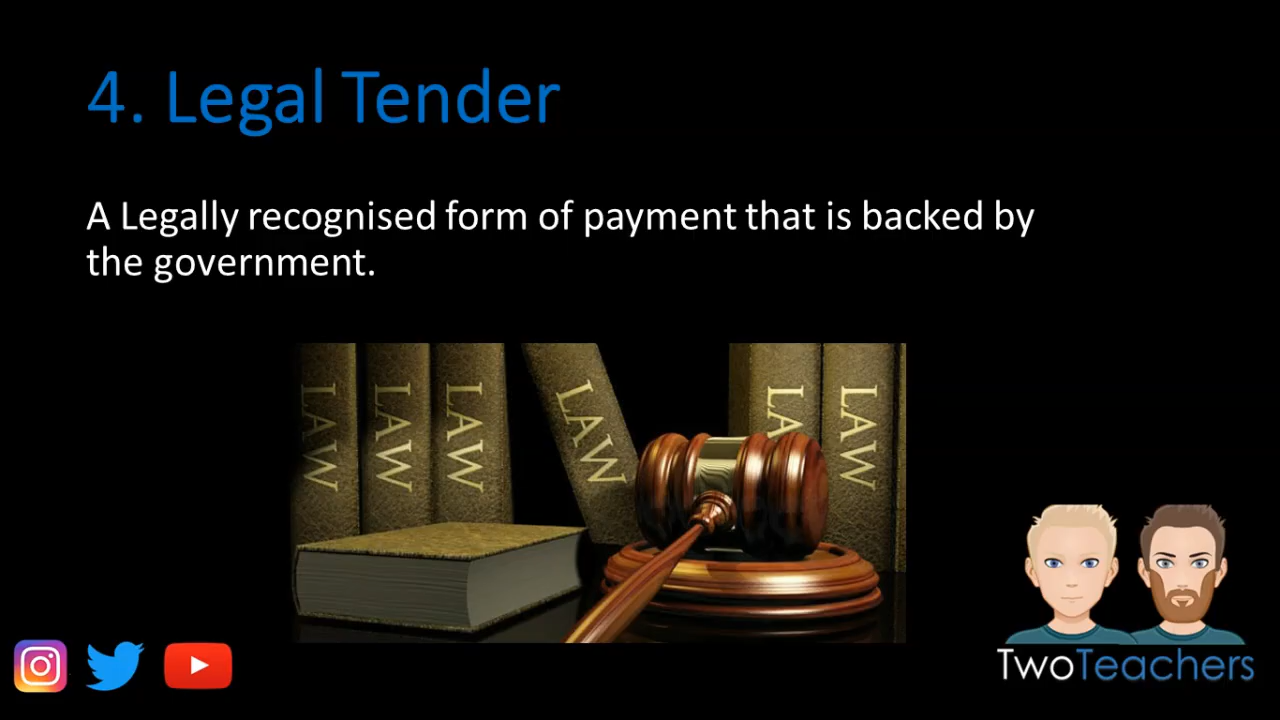 4. Legal Tender
A Legally recognised form of payment that is backed by
the government.
LAW
LAW
LAW
LAW
LAW
LAW
TwoTeachers